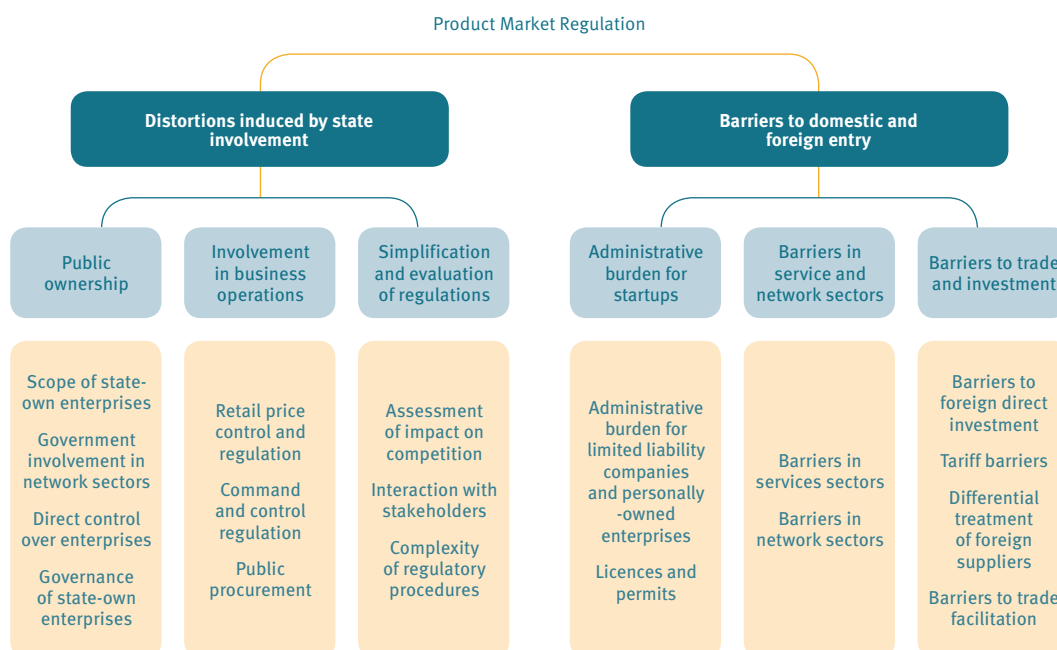 Product Market Regulation
Distortions induced by state
involvement
Barriers to domestic and
foreign entry
Public
ownership
Involvement
in business
operations
Simplification
and evaluation
of regulations
Administrative
burden for
startups
Barriers in
service and
network sectors
Barriers to trade
and investment
Scope of state-
own enterprises
Government
involvement in
network sectors
Direct control
over enterprises
Governance
of state-own
enterprises
Retail price
control and
regulation
Command
and control
regulation
Public
procurement
Assessment
of impact on
competition
Interaction with
stakeholders
Complexity
of regulatory
procedures
Administrative
burden for
limited liability
companies
and personally
-owned
enterprises
Licences and
permits
Barriers in
services sectors
Barriers in
network sectors
Barriers to
foreign direct
investment
Tariff barriers
Differential
treatment
of foreign
suppliers
Barriers to trade
facilitation